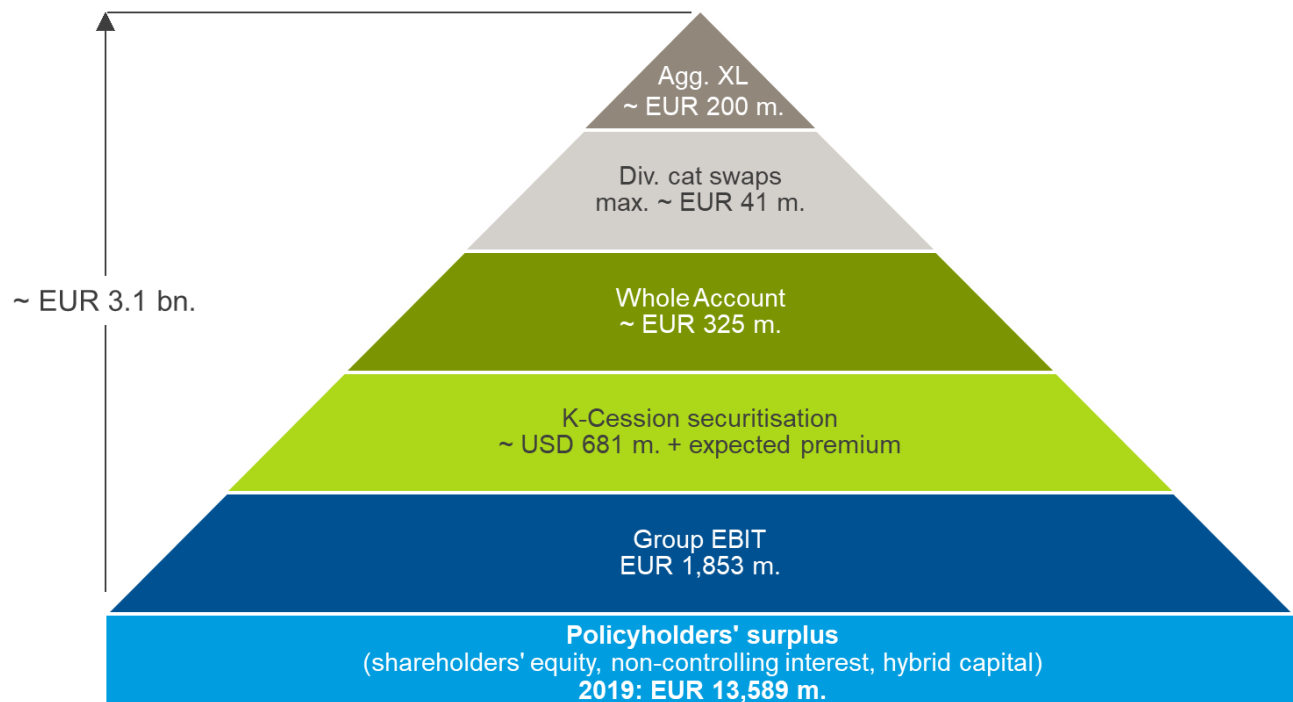 Agg. XL
~ EUR 200 m.
Div. cat swaps
max. ~ EUR 41 m.
Whole Account
~ EUR 325 m.
~ EUR 3.1 bn.
K-Cession securitisation
~ USD 681 m. + expected premium
Group EBIT
EUR 1,853 m.
Policyholders' surplus
(shareholders' equity, non-controlling interest, hybrid capital)
2019: EUR 13,589 m.